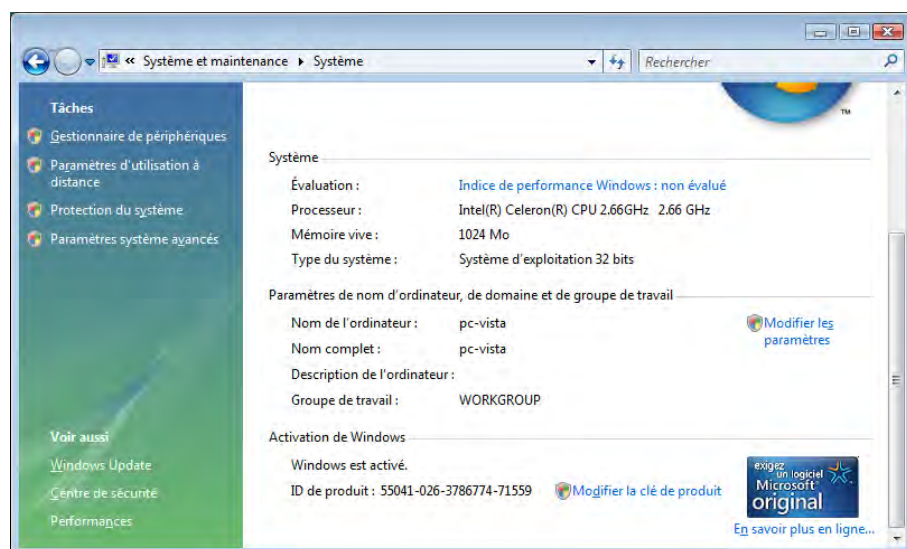 « Système et maintenance ▸ Système
Rechercher
Tâches
Gestionnaire de périphériques
Paramètres d'utilisation à
distance
Protection du système
Paramètres système avancés
TM
Système
Évaluation : Indice de performance Windows : non évalué
Processeur : Intel(R) Celeron(R) CPU 2.66GHz 2.66 GHz
Mémoire vive : 1024 Mo
Type du système : Système d'exploitation 32 bits
Paramètres de nom d'ordinateur, de domaine et de groupe de travail
Nom de l'ordinateur : pc-vista
Modifier les
paramètres
Nom complet : pc-vista
Description de l'ordinateur :
Groupe de travail : WORKGROUP
Voir aussi
Windows Update
Centre de sécurité
Performances
Activation de Windows
Windows est activé.
ID de produit : 55041-026-3786774-71559 Modifier la clé de produit
exigez
un logiciel
Microsoft®
original
En savoir plus en ligne...